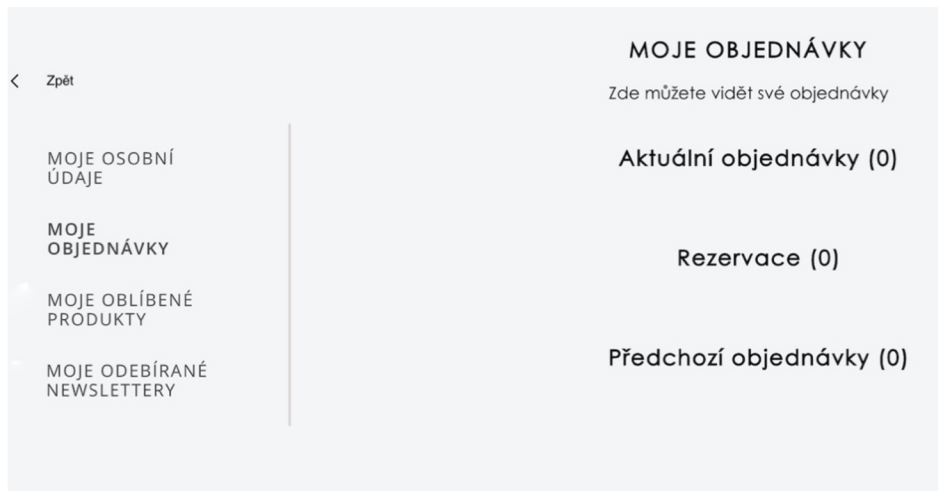 Zpět
MOJE OSOBNÍ
ÚDAJE
MOJE
OBJEDNÁVKY
MOJE OBLÍBENÉ
PRODUKTY
MOJE ODEBÍRANÉ
NEWSLETTERY
MOJE OBJEDNÁVKY
Zde můžete vidět své objednávky
Aktuální objednávky (0)
Rezervace (0)
Předchozí objednávky (0)